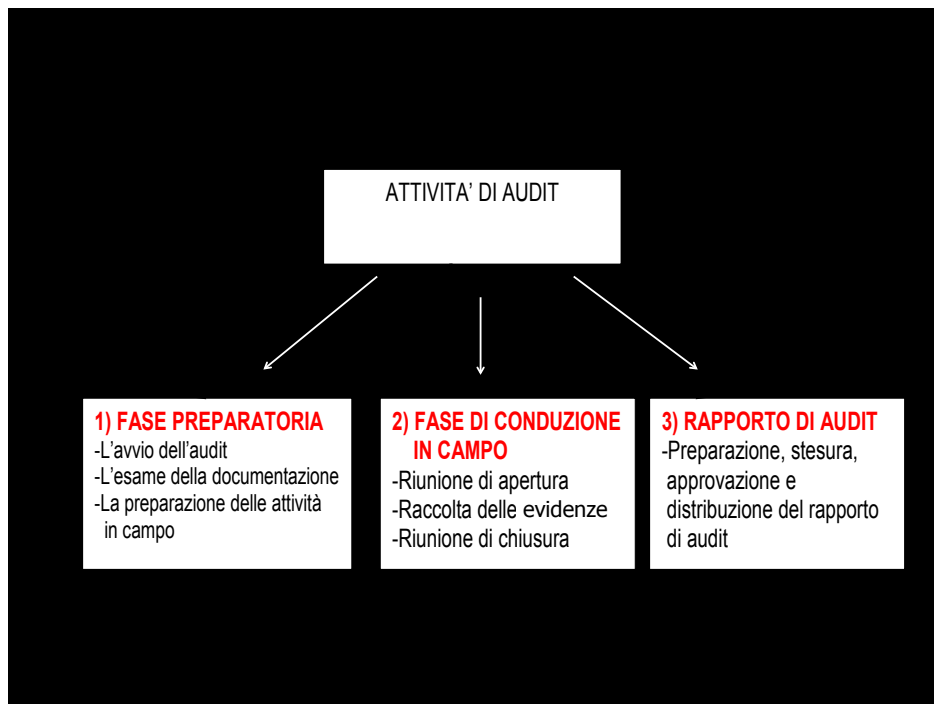 ATTIVITA’ DI AUDIT
1) FASE PREPARATORIA
-L’avvio dell’audit
-L’esame della documentazione
-La preparazione delle attività
in campo
2) FASE DI CONDUZIONE
IN CAMPO
-Riunione di apertura
-Raccolta delle evidenze
-Riunione di chiusura
3) RAPPORTO DI AUDIT
-Preparazione, stesura,
approvazione e
distribuzione del rapporto
di audit